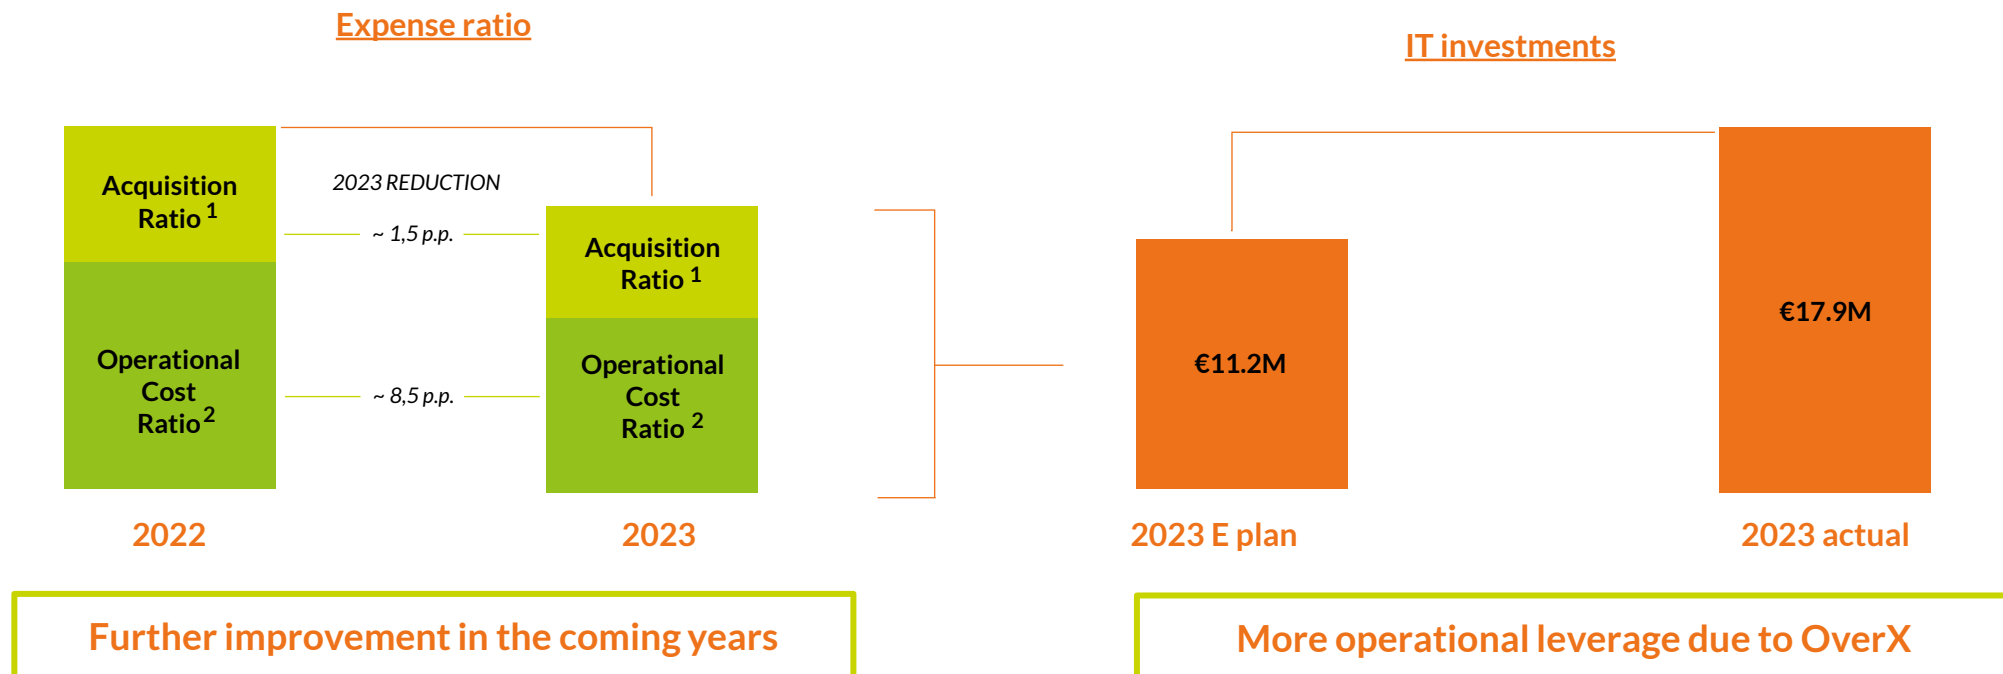 Expense ratio
IT investments
Acquisition
Ratio 1
2023 REDUCTION
~ 1,5 p.p.
Acquisition
Ratio 1
Operational
Cost
Ratio 2
~ 8,5 p.p.
Operational
Cost
Ratio 2
€11.2M
€17.9M
2022
2023
2023 E plan
2023 actual
Further improvement in the coming years
More operational leverage due to OverX